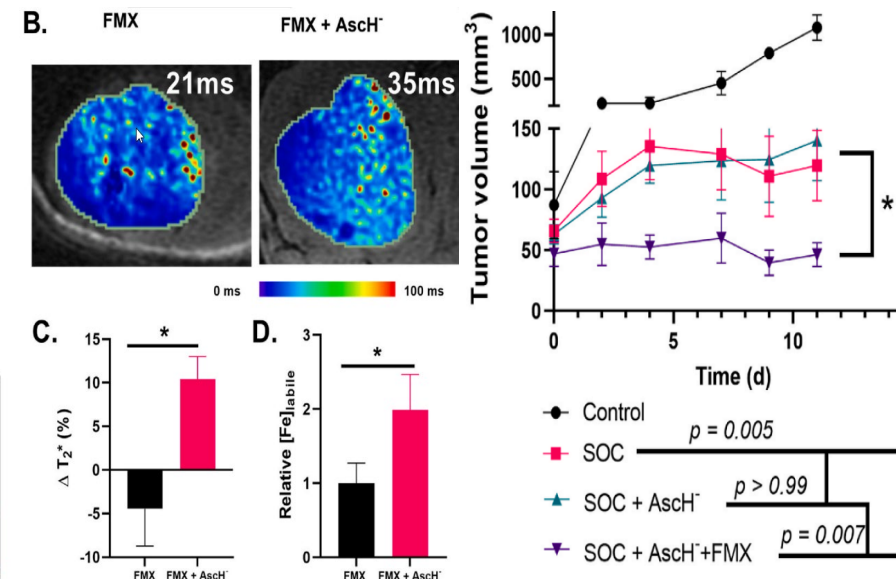 B.
FMX
FMX + AscH⁻
21ms
35ms
0 ms
100 ms
C.
*
15
10
5
0
-5
-10
Δ T₂* (%)
FMX
FMX + AscH⁻
D.
*
3
2
1
0
Relative [Fe]labile
FMX
FMX + AscH⁻
Tumor volume (mm³)
1000
500
150
100
50
0
0
5
10
Time (d)
*
Control
SOC
SOC + AscH⁻
SOC + AscH⁻+FMX
p = 0.005
p > 0.99
p = 0.007